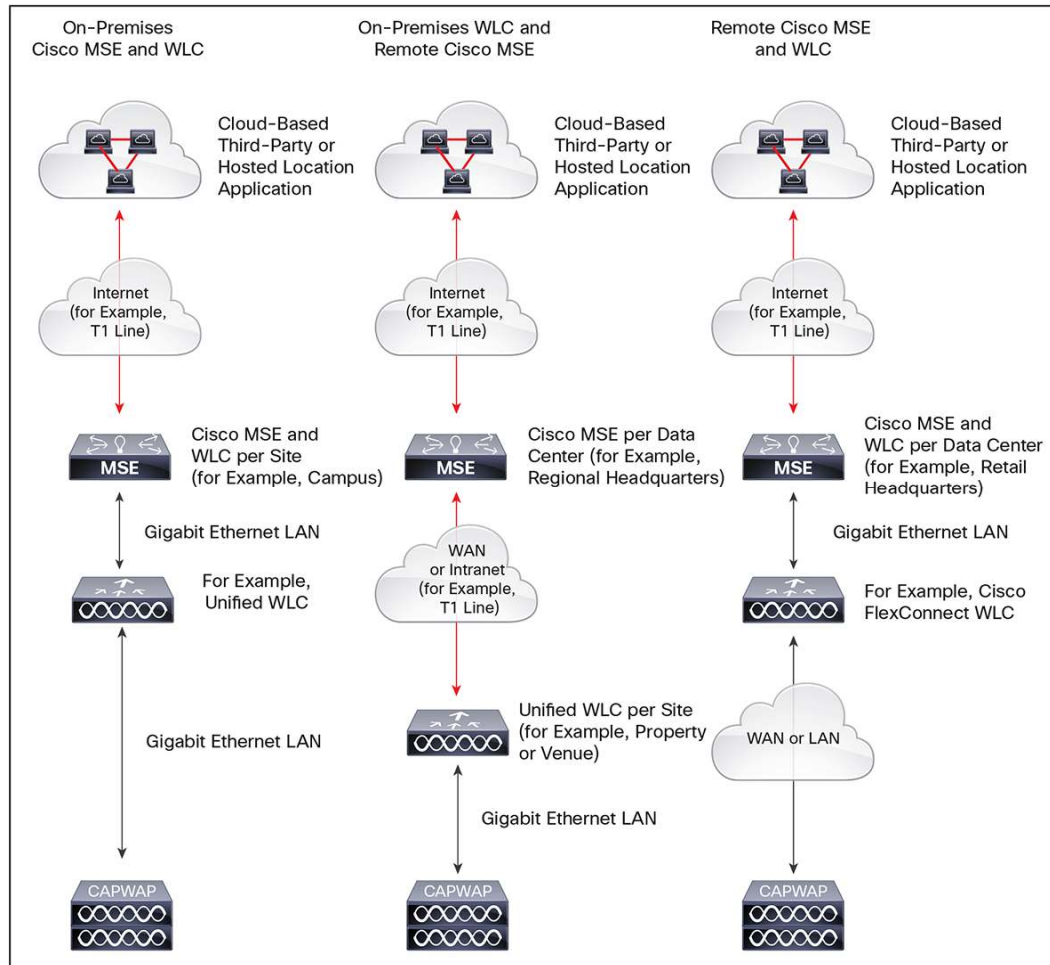 On-Premises
Cisco MSE and WLC
On-Premises WLC and
Remote Cisco MSE
Remote Cisco MSE
and WLC
Cloud-Based
Third-Party or
Hosted Location
Application
Cloud-Based
Third-Party or
Hosted Location
Application
Cloud-Based
Third-Party or
Hosted Location
Application
Internet
(for Example,
T1 Line)
Internet
(for Example,
T1 Line)
Internet
(for Example,
T1 Line)
MSE
Cisco MSE and
WLC per Site
(for Example, Campus)
MSE
Cisco MSE per Data
Center (for Example,
Regional Headquarters)
MSE
Cisco MSE and
WLC per Data Center
(for Example, Retail
Headquarters)
Gigabit Ethernet LAN
WAN
or Intranet
(for Example,
T1 Line)
Gigabit Ethernet LAN
For Example,
Unified WLC
For Example, Cisco
FlexConnect WLC
Gigabit Ethernet LAN
Unified WLC per Site
(for Example, Property
or Venue)
WAN or LAN
Gigabit Ethernet LAN
CAPWAP
CAPWAP
CAPWAP